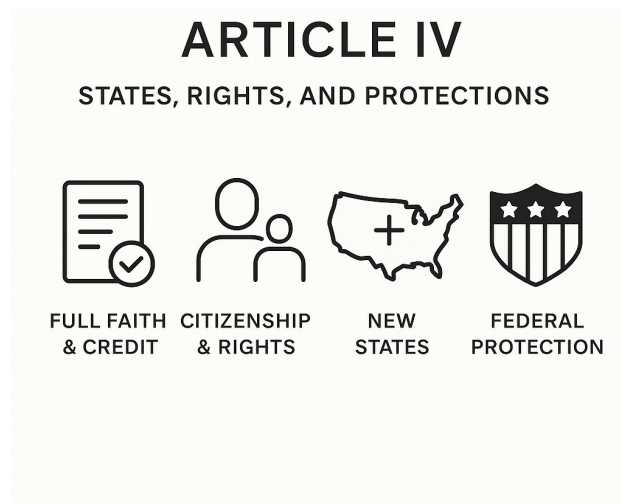 ARTICLE IV
STATES, RIGHTS, AND PROTECTIONS
FULL FAITH
& CREDIT
CITIZENSHIP
& RIGHTS
NEW
STATES
FEDERAL
PROTECTION